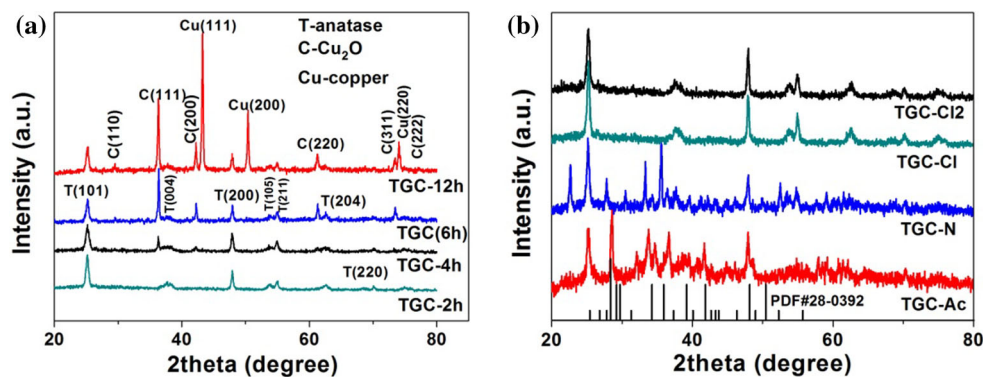 (a)
Intensity (a.u.)
T-anatase
C-Cu₂O
Cu-copper
Cu(111)
C(111)
C(110)
C(200)
Cu(200)
C(220)
C(311)
Cu(220)
C(222)
TGC-12h
T(101)
T(004)
T(200)
T(105)
T(211)
T(204)
TGC(6h)
TGC-4h
T(220)
TGC-2h
20 40 60 80
2theta (degree)
(b)
Intensity (a.u.)
TGC-Cl2
TGC-Cl
TGC-N
TGC-Ac
PDF#28-0392
20 40 60 80
2theta (degree)